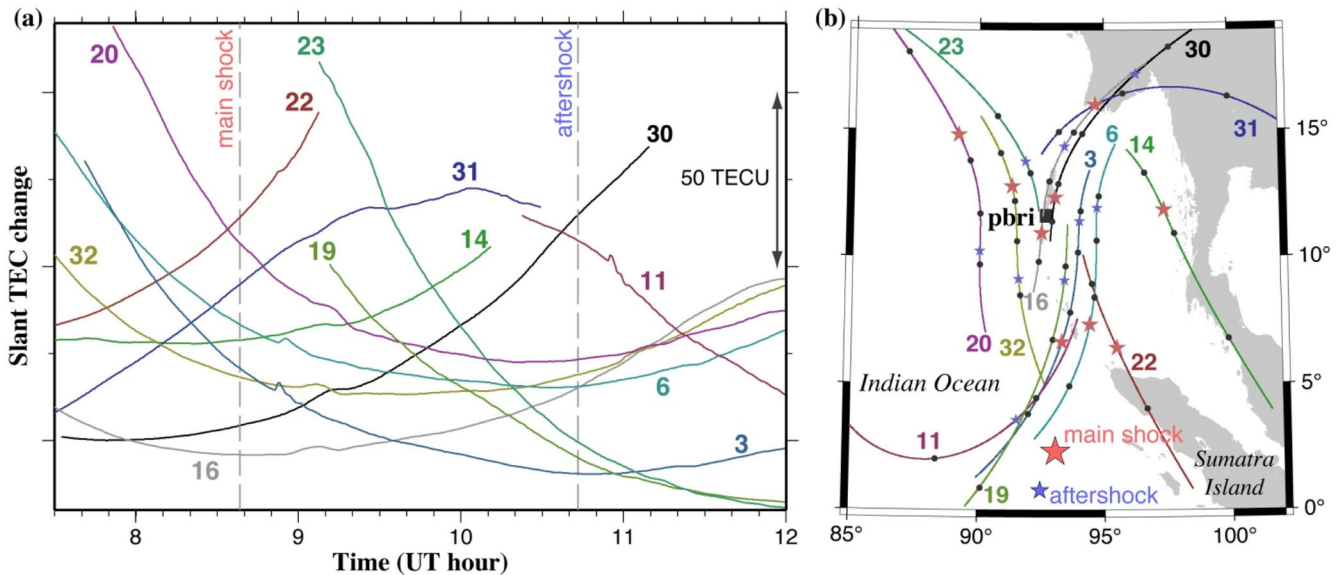 (a)
20
main shock
23
22
aftershock
30
31
50 TECU
14
19
32
11
6
16
3
Slant TEC change
8
9
10
11
12
Time (UT hour)
(b)
23
30
31
6
3
14
15°
pbri
10°
16
20
32
22
Indian Ocean
5°
11
main shock
Sumatra
Island
19
aftershock
0°
85°
90°
95°
100°